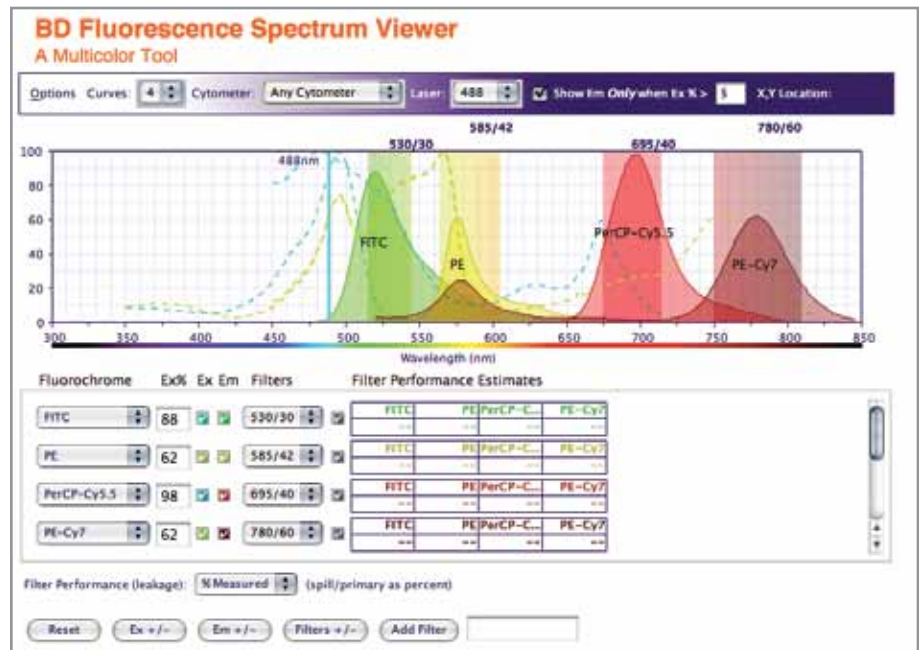 BD Fluorescence Spectrum Viewer
A Multicolor Tool
Options Curves: 4 Cytometer: Any Cytometer Laser: 488 Show Em Only when Ex % > 5 X,Y Location:
585/42 780/60
530/30 695/40
488nm
100
80
60
40
20
0
FITC
PE
PerCP-Cy5.5
PE-Cy7
300 350 400 450 500 550 600 650 700 750 800 850
Wavelength (nm)
Fluorochrome Ex% Ex Em Filters Filter Performance Estimates
FITC 88 530/30 FITC PE PerCP-C... PE-Cy7
-- -- -- --
PE 62 585/42 FITC PE PerCP-C... PE-Cy7
-- -- -- --
PerCP-Cy5.5 98 695/40 FITC PE PerCP-C... PE-Cy7
-- -- -- --
PE-Cy7 62 780/60 FITC PE PerCP-C... PE-Cy7
-- -- -- --
Filter Performance (leakage): % Measured (spill/primary as percent)
Reset Ex +/- Em +/- Filters +/- Add Filter